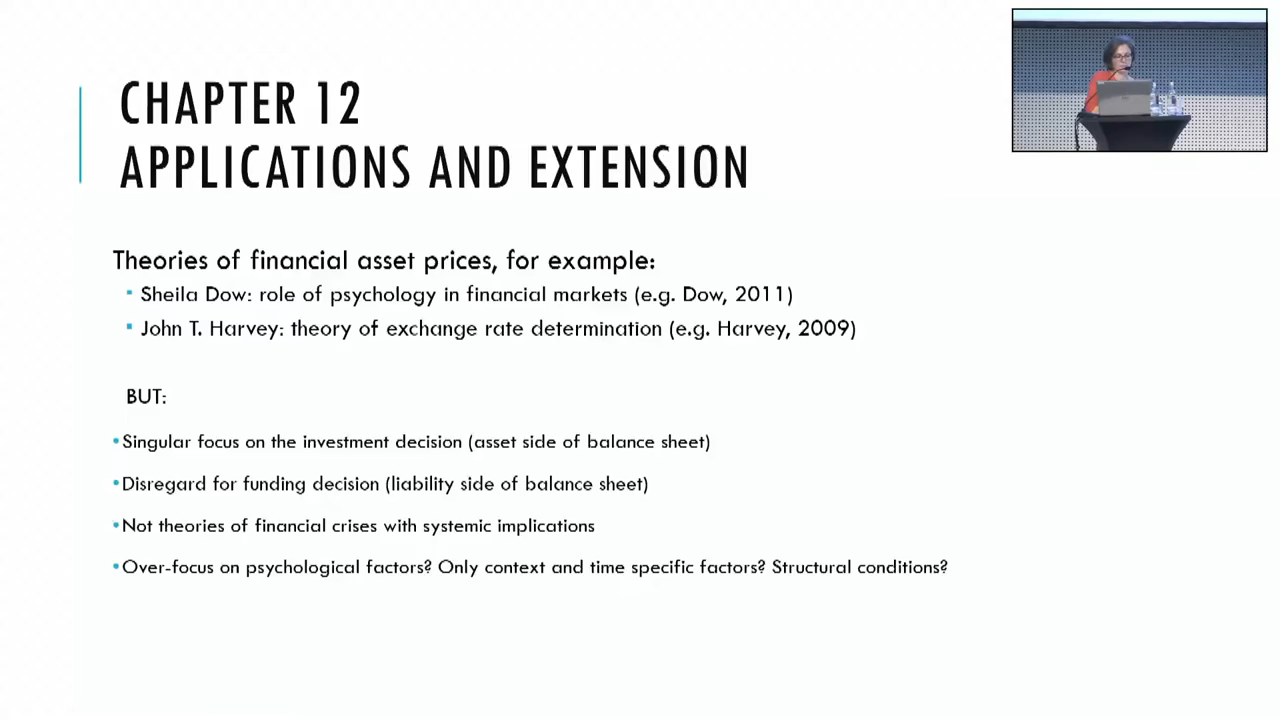 CHAPTER 12
APPLICATIONS AND EXTENSION
Theories of financial asset prices, for example:
▪ Sheila Dow: role of psychology in financial markets (e.g. Dow, 2011)
▪ John T. Harvey: theory of exchange rate determination (e.g. Harvey, 2009)
BUT:
•Singular focus on the investment decision (asset side of balance sheet)
•Disregard for funding decision (liability side of balance sheet)
•Not theories of financial crises with systemic implications
•Over-focus on psychological factors? Only context and time specific factors? Structural conditions?